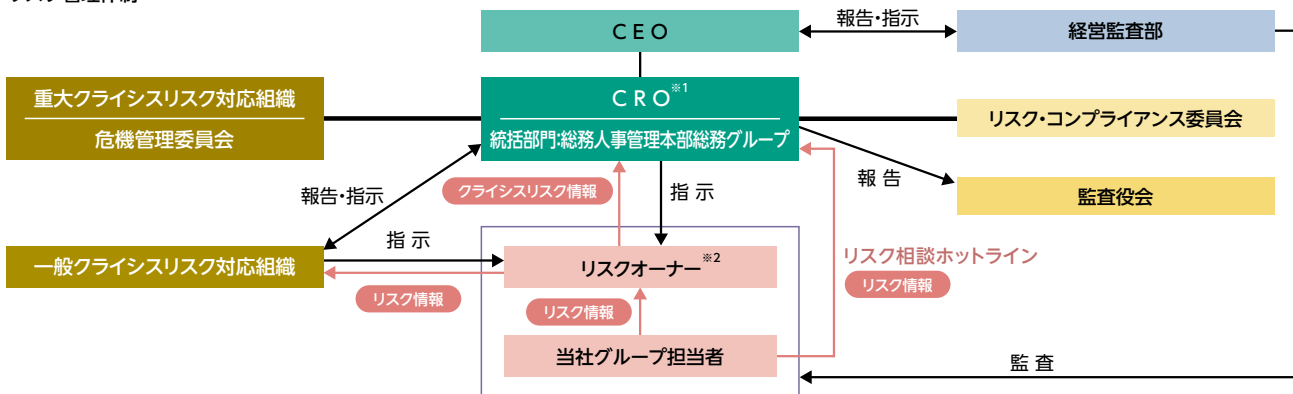 リスク管理体制
CEO
報告・指示
経営監査部
重大クライシスリスク対応組織
危機管理委員会
CRO※1
統括部門:総務人事管理本部総務グループ
リスク・コンプライアンス委員会
報告
監査役会
報告・指示
クライシスリスク情報
指示
一般クライシスリスク対応組織
指示
リスクオーナー※2
リスク相談ホットライン
リスク情報
リスク情報
リスク情報
当社グループ担当者
監査